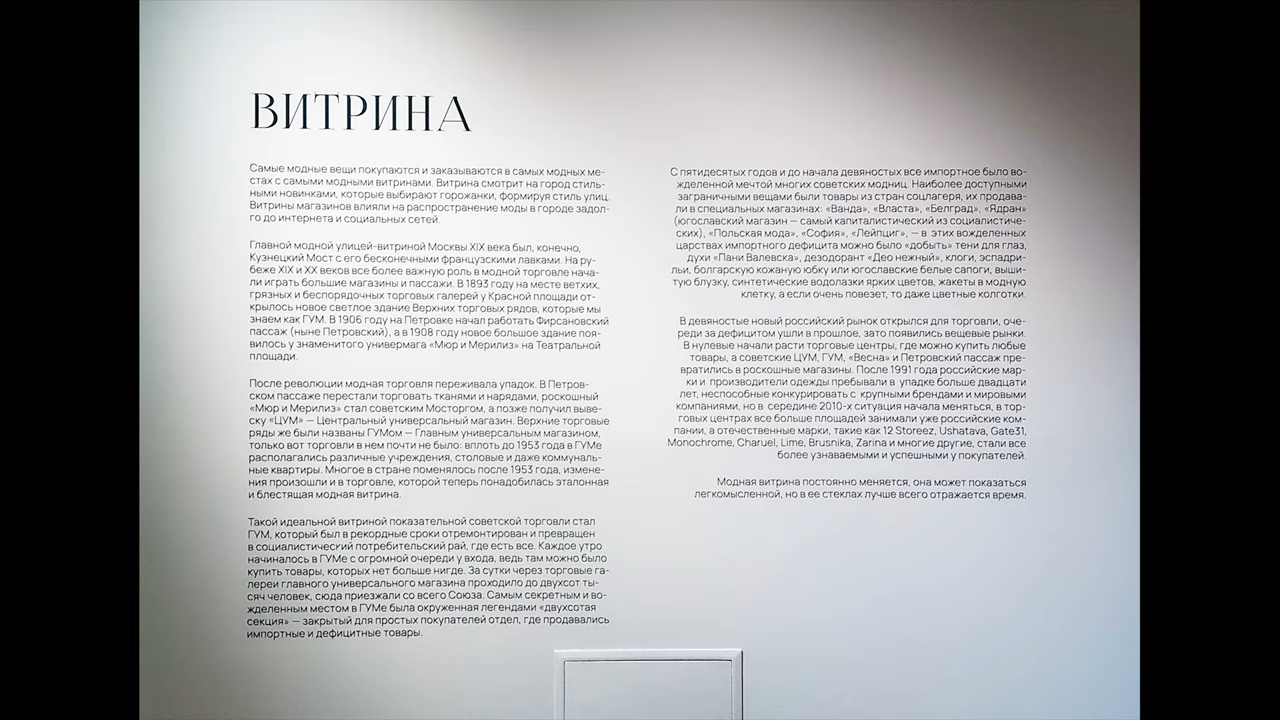 ВИТРИНА
Самые модные вещи покупаются и заказываются в самых модных ме-
стах с самыми модными витринами. Витрина смотрит на город стиль-
ными новинками, которые выбирают горожанки, формируя стиль улиц.
Витрины магазинов влияли на распространение моды в городе задол-
го до интернета и социальных сетей.
Главной модной улицей-витриной Москвы XIX века был, конечно,
Кузнецкий Мост с его бесконечными французскими лавками. На ру-
беже XIX и XX веков все более важную роль в модной торговле нача-
ли играть большие магазины и пассажи. В 1893 году на месте ветхих,
грязных и беспорядочных торговых галерей у Красной площади от-
крылось новое светлое здание Верхних торговых рядов, которые мы
знаем как ГУМ. В 1906 году на Петровке начал работать Фирсановский
пассаж (ныне Петровский), а в 1908 году новое большое здание поя-
вилось у знаменитого универмага «Мюр и Мерилиз» на Театральной
площади.
После революции модная торговля переживала упадок. В Петров-
ском пассаже перестали торговать тканями и нарядами, роскошный
«Мюр и Мерилиз» стал советским Мосторгом, а позже получил выве-
ску «ЦУМ» — Центральный универсальный магазин. Верхние торговые
ряды же были названы ГУМом — Главным универсальным магазином,
только вот торговли в нем почти не было: вплоть до 1953 года в ГУМе
располагались различные учреждения, столовые и даже коммуналь-
ные квартиры. Многое в стране поменялось после 1953 года, измене-
ния произошли и в торговле, которой теперь понадобилась эталонная
и блестящая модная витрина.
Такой идеальной витриной показательной советской торговли стал
ГУМ, который был в рекордные сроки отремонтирован и превращен
в социалистический потребительский рай, где есть все. Каждое утро
начиналось в ГУМе с огромной очереди у входа, ведь там можно было
купить товары, которых нет больше нигде. За сутки через торговые га-
лереи главного универсального магазина проходило до двухсот ты-
сяч человек, сюда приезжали со всего Союза. Самым секретным и во-
жделенным местом в ГУМе была окруженная легендами «двухсотая
секция» — закрытый для простых покупателей отдел, где продавались
импортные и дефицитные товары.
С пятидесятых годов и до начала девяностых все импортное было во-
жделенной мечтой многих советских модниц. Наиболее доступными
заграничными вещами были товары из стран соцлагеря, их продава-
ли в специальных магазинах: «Ванда», «Власта», «Белград», «Ядран»
(югославский магазин — самый капиталистический из социалистиче-
ских), «Польская мода», «София», «Лейпциг», — в этих вожделенных
царствах импортного дефицита можно было «добыть» тени для глаз,
духи «Пани Валевска», дезодорант «Део нежный», клоги, эспадри-
льи, болгарскую кожаную юбку или югославские белые сапоги, выши-
тую блузку, синтетические водолазки ярких цветов, жакеты в модную
клетку, а если очень повезет, то даже цветные колготки.
В девяностые новый российский рынок открылся для торговли, оче-
реди за дефицитом ушли в прошлое, зато появились вещевые рынки.
В нулевые начали расти торговые центры, где можно купить любые
товары, а советские ЦУМ, ГУМ, «Весна» и Петровский пассаж пре-
вратились в роскошные магазины. После 1991 года российские мар-
ки и производители одежды пребывали в упадке больше двадцати
лет, неспособные конкурировать с крупными брендами и мировыми
компаниями, но в середине 2010-х ситуация начала меняться, в тор-
говых центрах все больше площадей занимали уже российские ком-
пании, а отечественные марки, такие как 12 Storeez, Ushatava, Gate31,
Monochrome, Charuel, Lime, Brusnika, Zarina и многие другие, стали все
более узнаваемыми и успешными у покупателей.
Модная витрина постоянно меняется, она может показаться
легкомысленной, но в ее стеклах лучше всего отражается время.